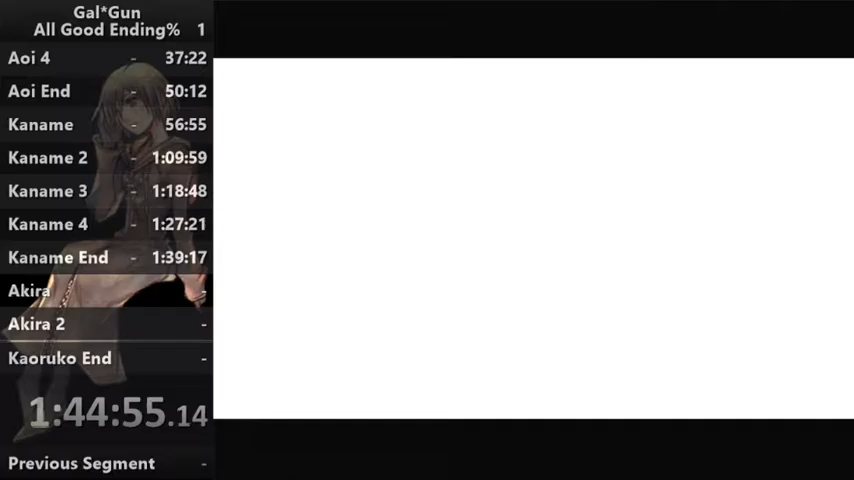 Gal*Gun
All Good Ending% 1
Aoi 4 - 37:22
Aoi End - 50:12
Kaname - 56:55
Kaname 2 - 1:09:59
Kaname 3 - 1:18:48
Kaname 4 - 1:27:21
Kaname End - 1:39:17
Akira -
Akira 2 -
Kaoruko End -
1:44:55.14
Previous Segment -